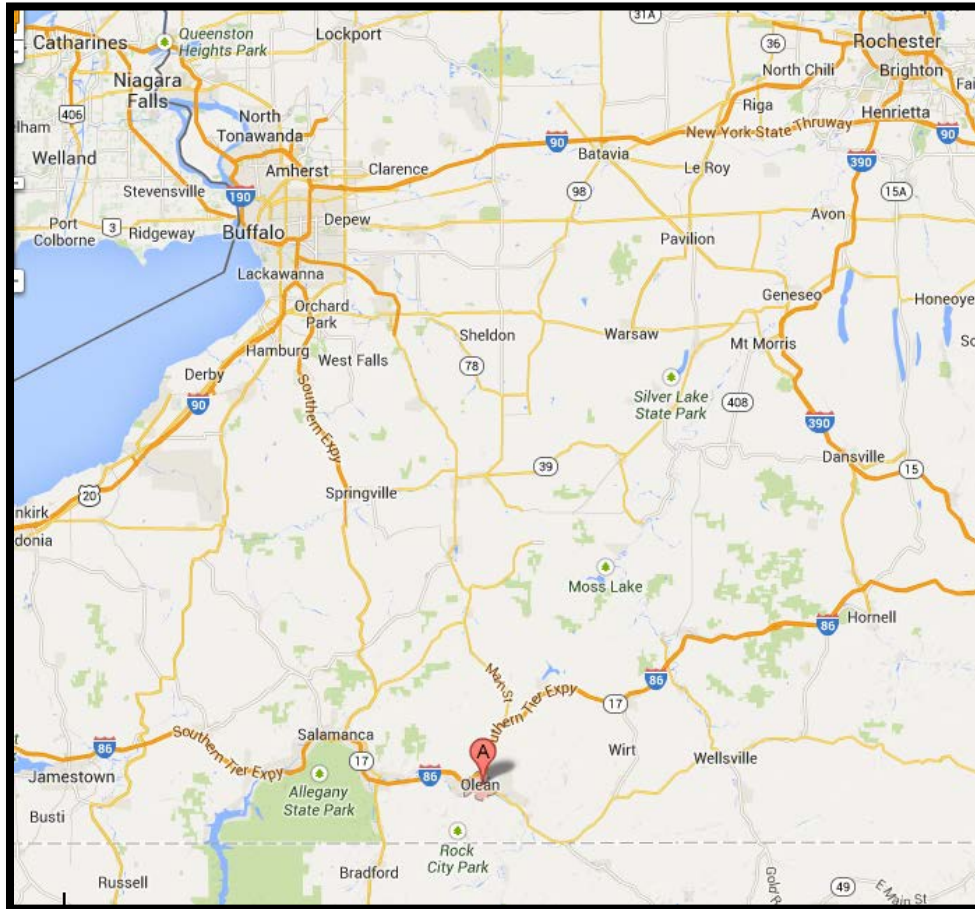 31A
Queenston
Heights Park
Lockport
Catharines
36
Rochester
North Chili
Brighton
Niagara
Falls
406
North
Tonawanda
Riga
Henrietta
New York State Thruway
90
90
Welland
Amherst
Clarence
Batavia
Le Roy
390
Stevensville
190
98
15A
Port
Colborne
3
Ridgeway
Buffalo
Depew
Avon
Pavilion
Lackawanna
Geneseo
Orchard
Park
Honeoye
Sheldon
Warsaw
Mt Morris
Hamburg
West Falls
78
Derby
Silver Lake
State Park
408
90
Southern Expy
390
39
Dansville
15
20
Springville
Moss Lake
Hornell
86
86
Main St
Southern Tier Expy
17
Salamanca
Southern Tier Expy
86
17
Wirt
Wellsville
A
86
Olean
Jamestown
Allegany
State Park
Busti
Rock
City Park
Bradford
Russell
49
E Main St